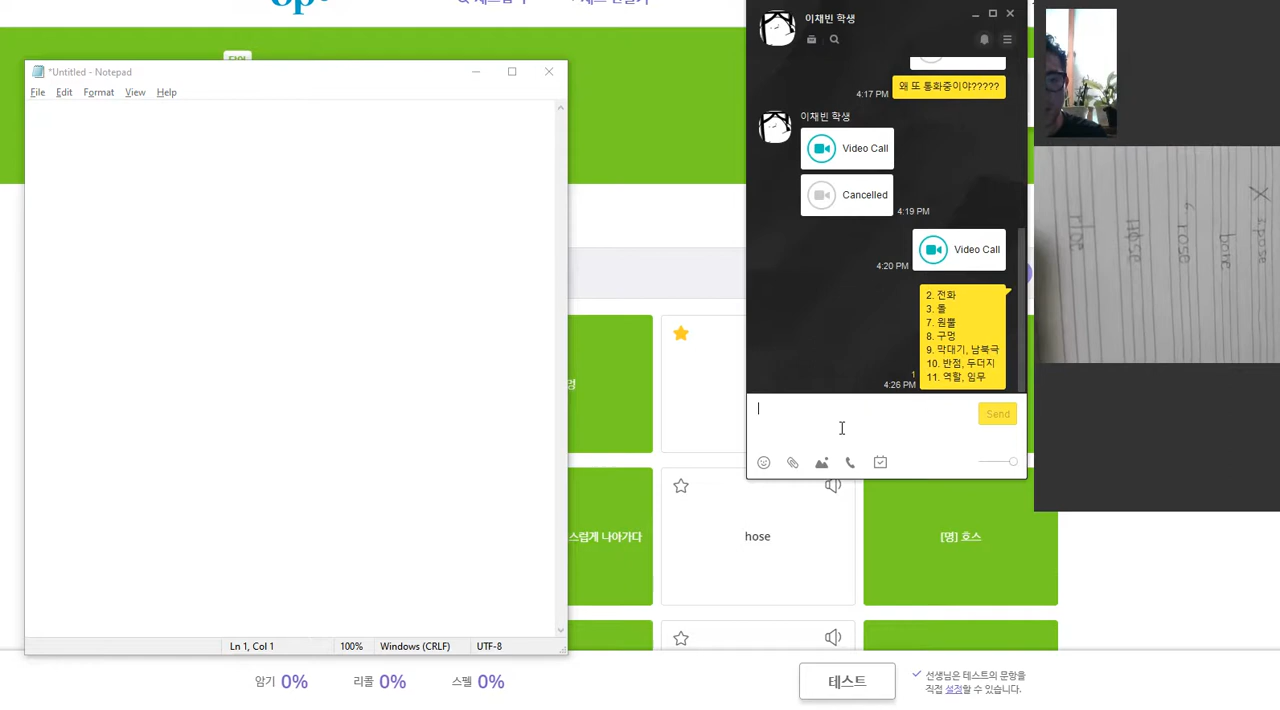 *Untitled - Notepad
File Edit Format View Help
Ln 1, Col 1 100% Windows (CRLF) UTF-8
이채빈 학생
왜 또 통화중이야?????
4:17 PM
이채빈 학생
Video Call
Cancelled
4:19 PM
Video Call
4:20 PM
2. 전화
3. 돌
7. 원뿔
8. 구멍
9. 막대기, 남북극
10. 반점, 두더지
11. 역할, 임무
1
4:26 PM
Send
명
스럽게 나아가다
hose
[명] 호스
암기 0% 리콜 0% 스펠 0%
테스트
선생님은 테스트의 문항을
직접 설정할 수 있습니다.
X
bone
rose